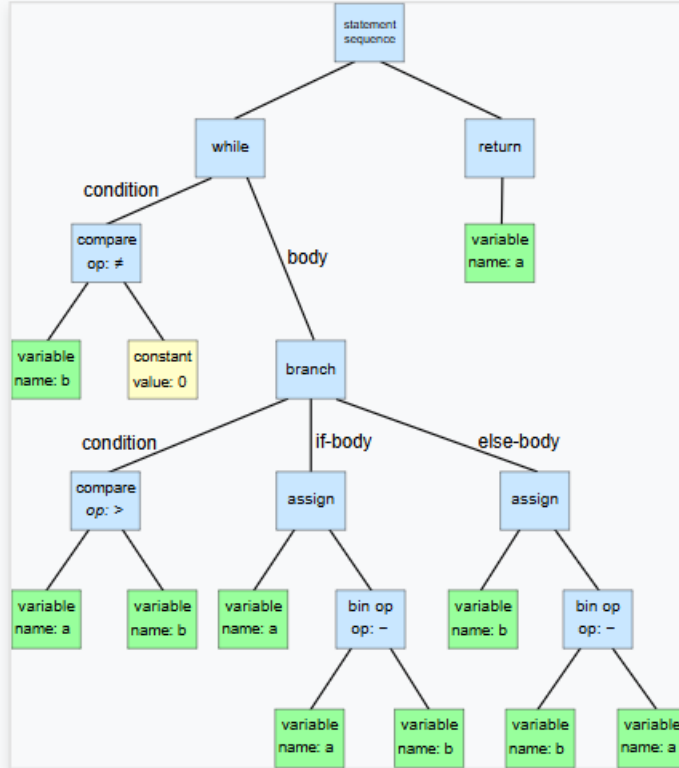 statement
sequence
while
return
condition
compare
op: ≠
body
variable
name: a
variable
name: b
constant
value: 0
branch
condition
if-body
else-body
compare
op: >
assign
assign
variable
name: a
variable
name: b
variable
name: a
bin op
op: −
variable
name: b
bin op
op: −
variable
name: a
variable
name: b
variable
name: b
variable
name: a